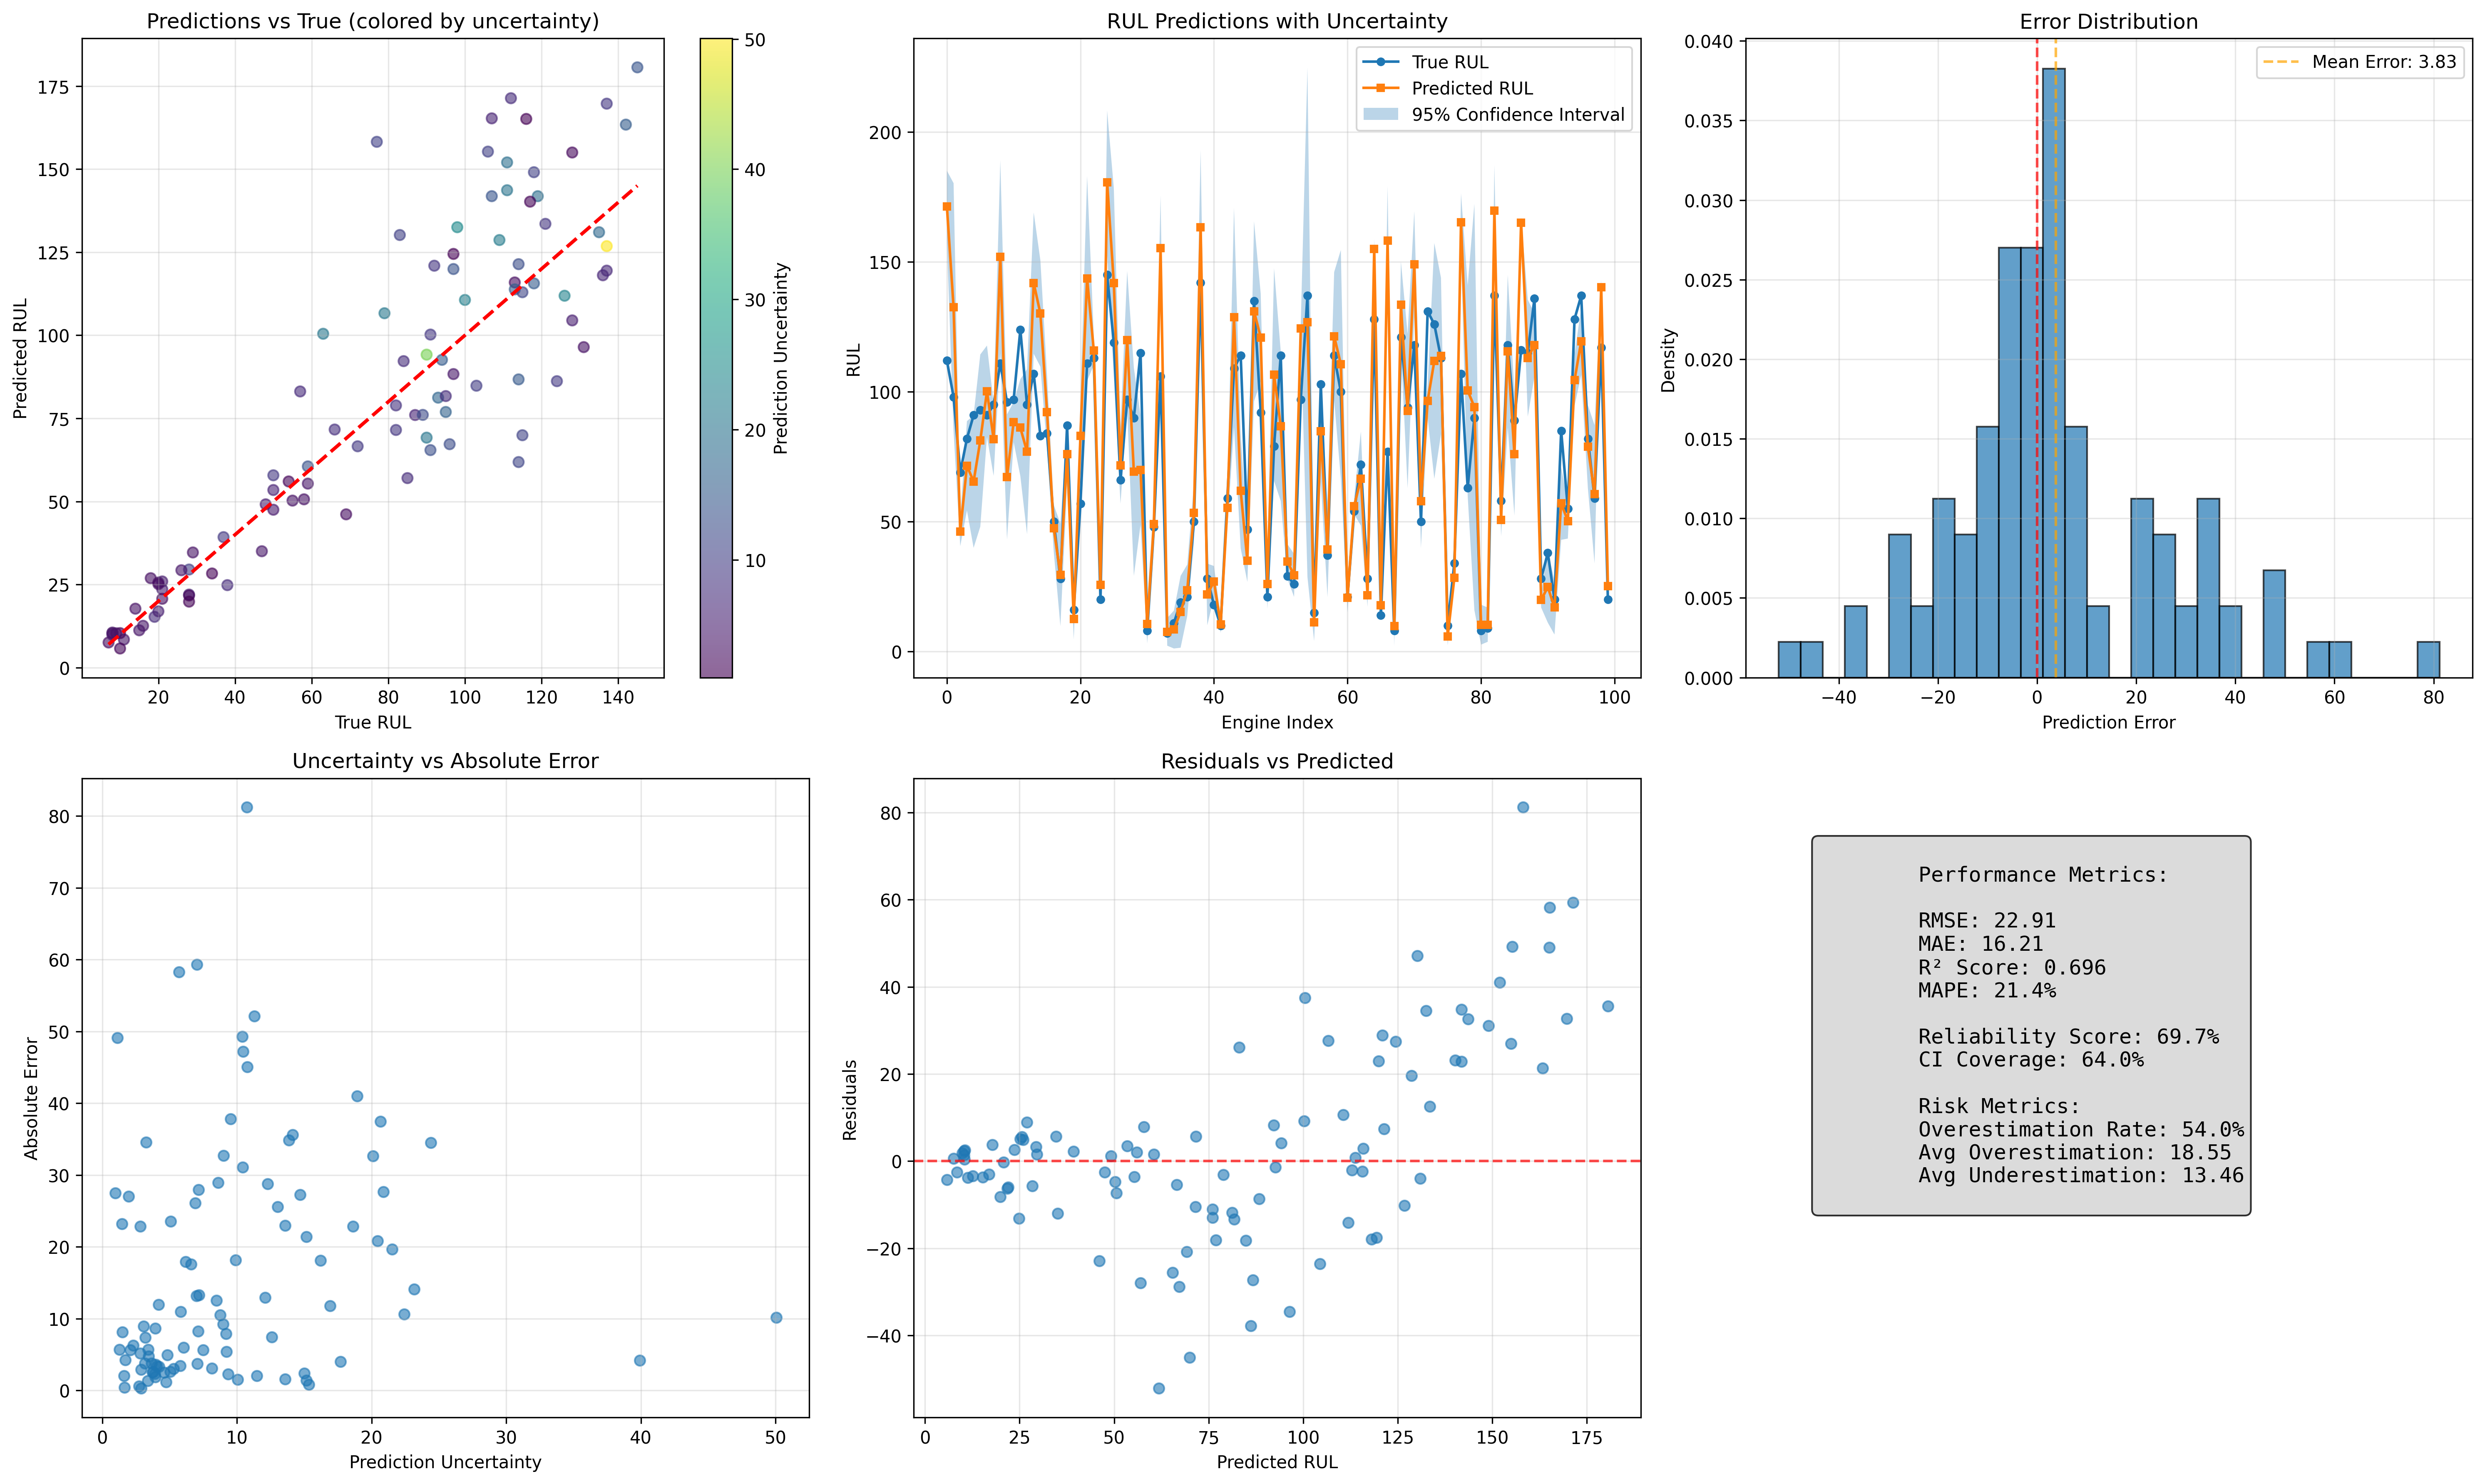 Predictions vs True (colored by uncertainty)
175
150
125
100
75
50
25
0
Predicted RUL
20 40 60 80 100 120 140
True RUL
50
40
30
20
10
Prediction Uncertainty
RUL Predictions with Uncertainty
True RUL
Predicted RUL
95% Confidence Interval
200
150
100
50
0
RUL
0 20 40 60 80 100
Engine Index
Error Distribution
Mean Error: 3.83
0.040
0.035
0.030
0.025
0.020
0.015
0.010
0.005
0.000
Density
−40 −20 0 20 40 60 80
Prediction Error
Uncertainty vs Absolute Error
80
70
60
50
40
30
20
10
0
Absolute Error
0 10 20 30 40 50
Prediction Uncertainty
Residuals vs Predicted
80
60
40
20
0
−20
−40
Residuals
0 25 50 75 100 125 150 175
Predicted RUL
Performance Metrics:
RMSE: 22.91
MAE: 16.21
R² Score: 0.696
MAPE: 21.4%
Reliability Score: 69.7%
CI Coverage: 64.0%
Risk Metrics:
Overestimation Rate: 54.0%
Avg Overestimation: 18.55
Avg Underestimation: 13.46